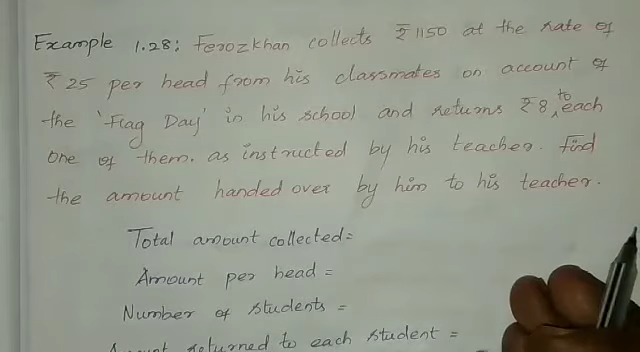 Example 1.28: Ferozkhan collects ₹1150 at the rate of
₹25 per head from his classmates on account of
the 'Flag Day' in his school and returns ₹8 to each
one of them. as instructed by his teacher. Find
the amount handed over by him to his teacher.
Total amount collected=
Amount per head =
Number of students =
Amount returned to each student =